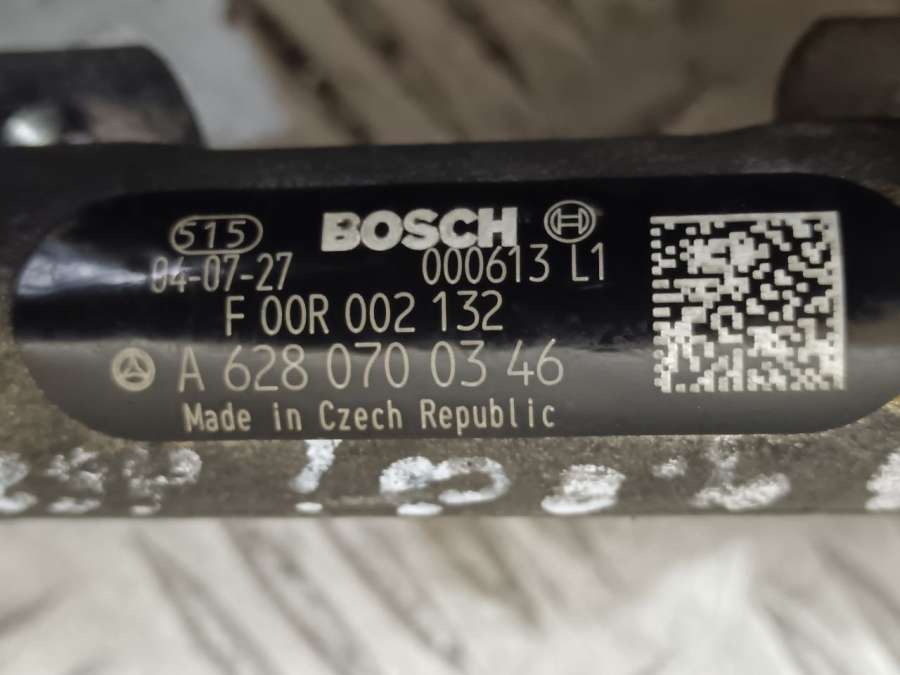 515 BOSCH
04-07-27 000613 L1
F 00R 002 132
A 628 070 03 46
Made in Czech Republic